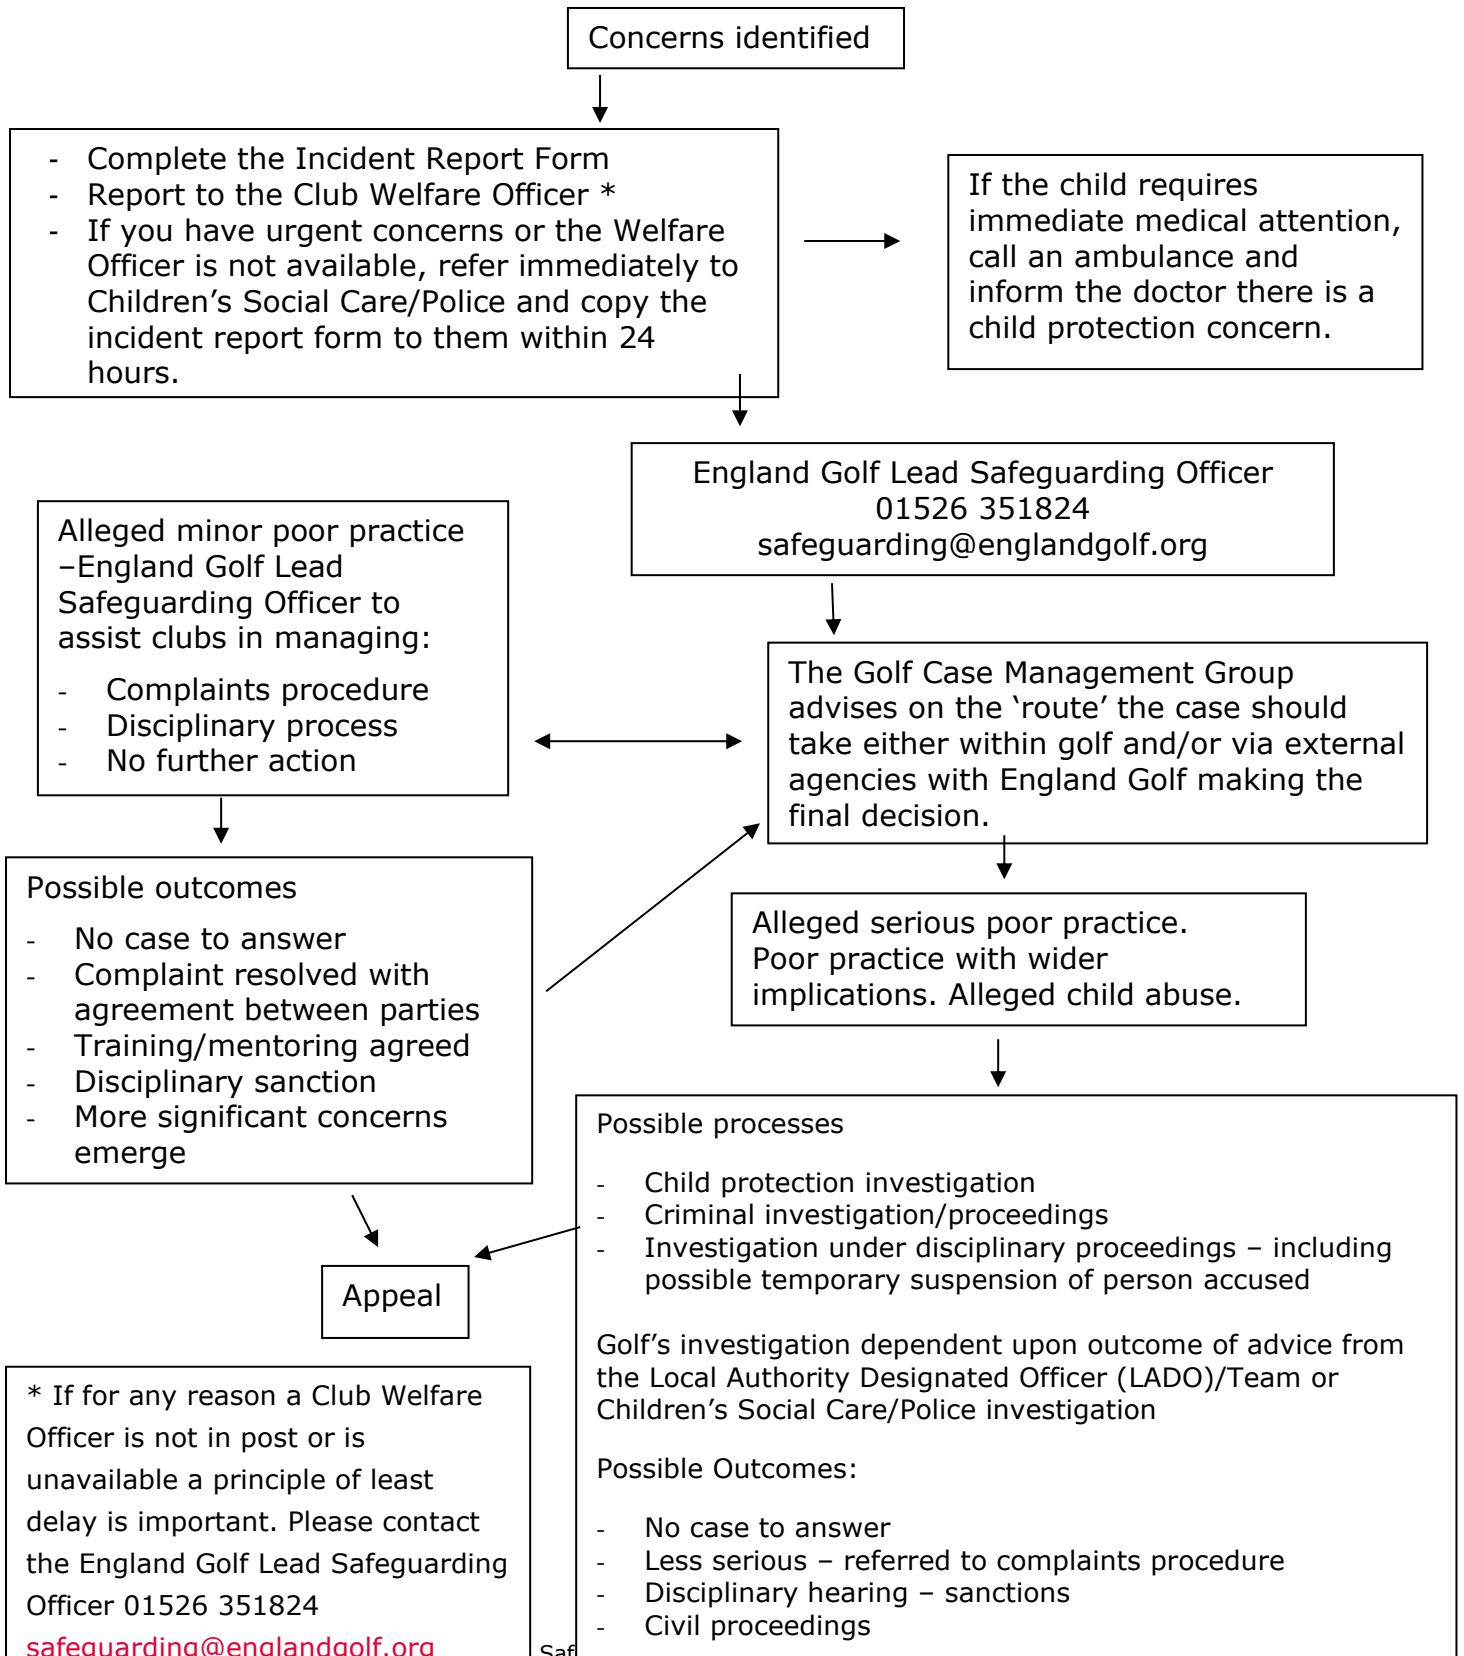 Concerns identified
- Complete the Incident Report Form
- Report to the Club Welfare Officer *
- If you have urgent concerns or the Welfare
Officer is not available, refer immediately to
Children’s Social Care/Police and copy the
incident report form to them within 24
hours.
If the child requires
immediate medical attention,
call an ambulance and
inform the doctor there is a
child protection concern.
England Golf Lead Safeguarding Officer
01526 351824
safeguarding@englandgolf.org
Alleged minor poor practice
–England Golf Lead
Safeguarding Officer to
assist clubs in managing:
- Complaints procedure
- Disciplinary process
- No further action
The Golf Case Management Group
advises on the ‘route’ the case should
take either within golf and/or via external
agencies with England Golf making the
final decision.
Possible outcomes
- No case to answer
- Complaint resolved with
agreement between parties
- Training/mentoring agreed
- Disciplinary sanction
- More significant concerns
emerge
Alleged serious poor practice.
Poor practice with wider
implications. Alleged child abuse.
Possible processes
- Child protection investigation
- Criminal investigation/proceedings
- Investigation under disciplinary proceedings – including
possible temporary suspension of person accused
Golf’s investigation dependent upon outcome of advice from
the Local Authority Designated Officer (LADO)/Team or
Children’s Social Care/Police investigation
Possible Outcomes:
- No case to answer
- Less serious – referred to complaints procedure
- Disciplinary hearing – sanctions
- Civil proceedings
Appeal
* If for any reason a Club Welfare
Officer is not in post or is
unavailable a principle of least
delay is important. Please contact
the England Golf Lead Safeguarding
Officer 01526 351824
safeguarding@englandgolf.org